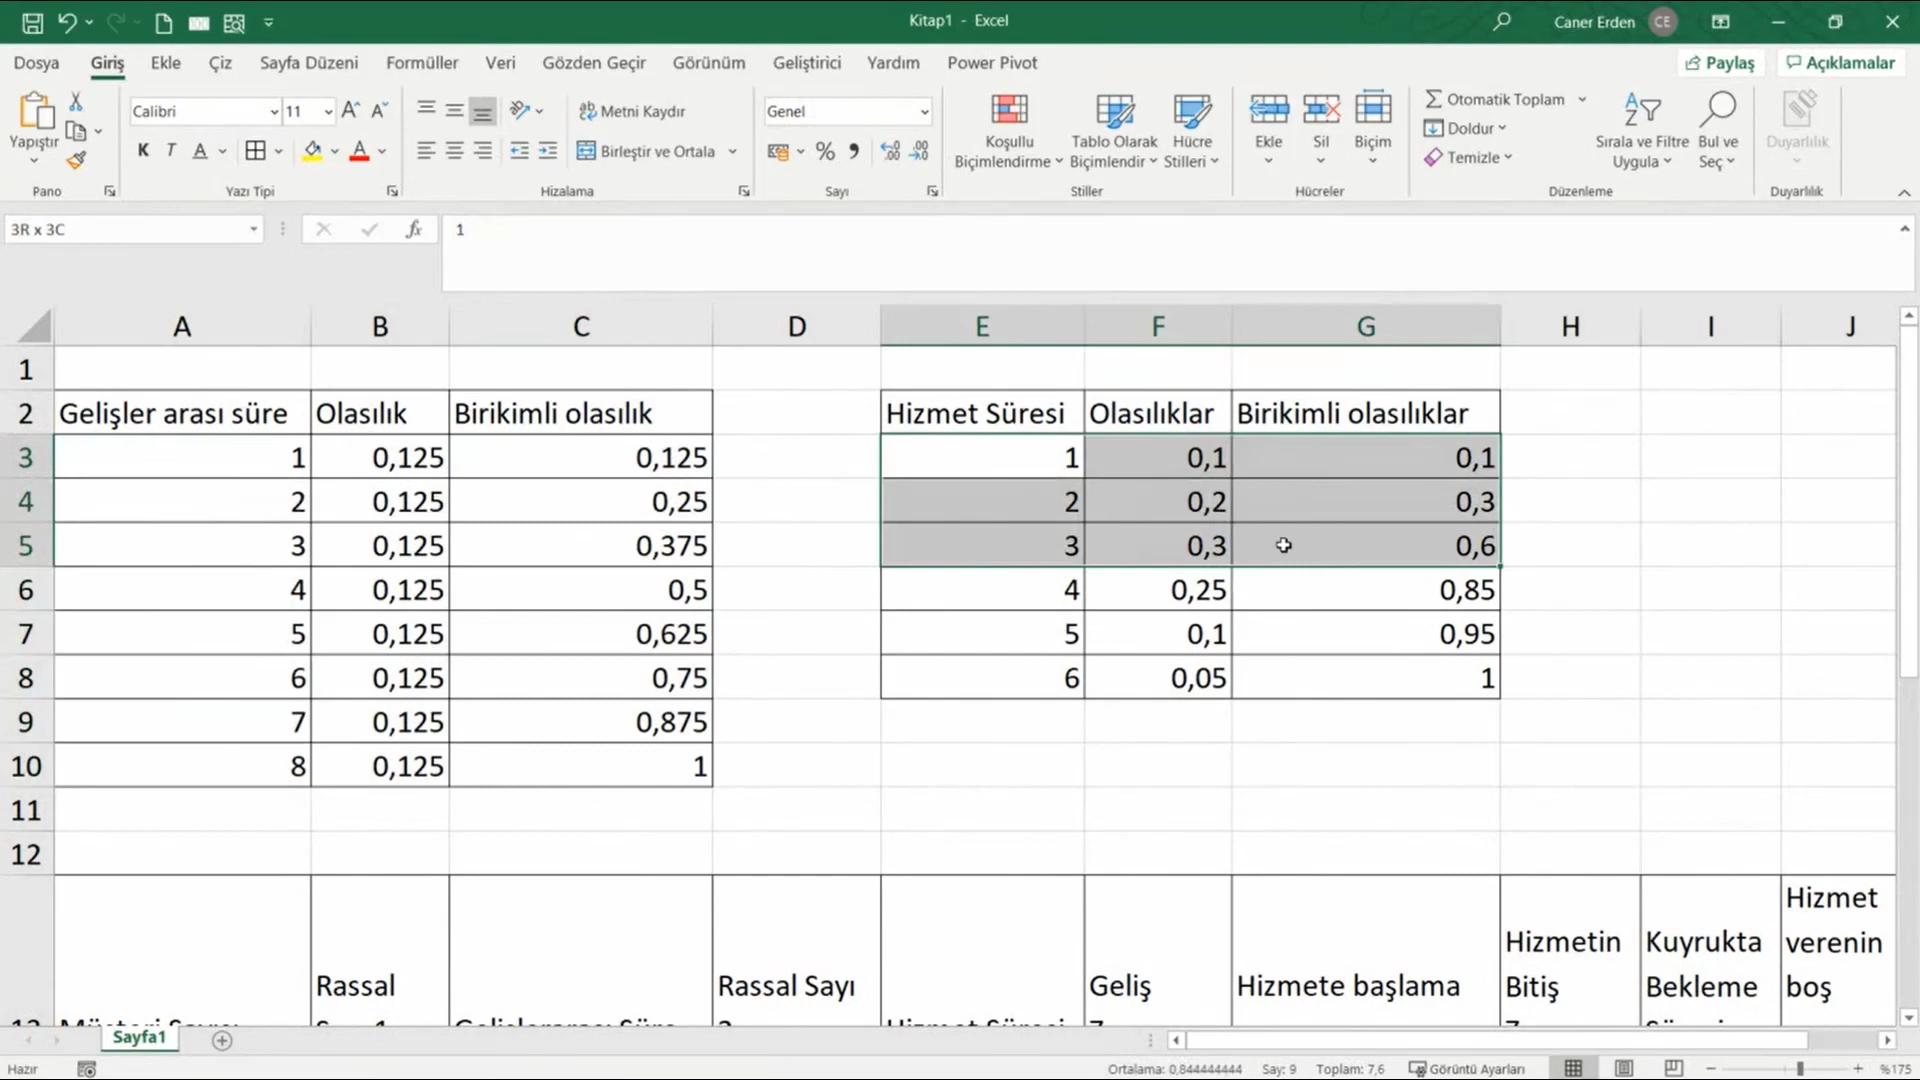 Kitap1 - Excel
Caner Erden CE
Dosya Giriş Ekle Çiz Sayfa Düzeni Formüller Veri Gözden Geçir Görünüm Geliştirici Yardım Power Pivot Paylaş Açıklamalar
Yapıştır
Pano
Calibri 11
K T A A
Yazı Tipi
Metni Kaydır
Birleştir ve Ortala
Hizalama
Genel
% ,
Sayı
Koşullu Biçimlendirme
Tablo Olarak Biçimlendir
Hücre Stilleri
Stiller
Ekle Sil Biçim
Hücreler
Otomatik Toplam
Doldur
Temizle
Sırala ve Filtre Uygula
Bul ve Seç
Düzenleme
Duyarlılık
Duyarlılık
3R x 3C fx 1
A B C D E F G H I J
1
2 Gelişler arası süre Olasılık Birikimli olasılık Hizmet Süresi Olasılıklar Birikimli olasılıklar
3 1 0,125 0,125 1 0,1 0,1
4 2 0,125 0,25 2 0,2 0,3
5 3 0,125 0,375 3 0,3 0,6
6 4 0,125 0,5 4 0,25 0,85
7 5 0,125 0,625 5 0,1 0,95
8 6 0,125 0,75 6 0,05 1
9 7 0,125 0,875
10 8 0,125 1
11
12
Rassal
Rassal Sayı
Geliş
Hizmete başlama
Hizmetin
Bitiş
Kuyrukta
Bekleme
Hizmet
verenin
boş
Hizmet Süresi
Sayfa1
Hazır
Ortalama: 0,844444444 Say: 9 Toplam: 7,6 Görüntü Ayarları %175